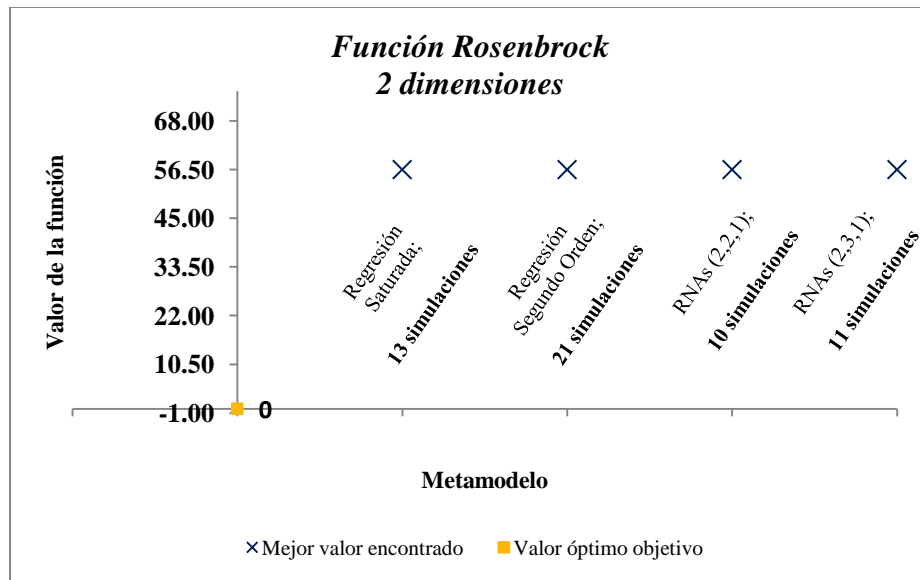 Función Rosenbrock
2 dimensiones
Valor de la función
68.00
56.50
45.00
33.50
22.00
10.50
-1.00
0
Regresión
Saturada;
13 simulaciones
Regresión
Segundo Orden;
21 simulaciones
RNAs (2,2,1);
10 simulaciones
RNAs (2,3,1);
11 simulaciones
Metamodelo
Mejor valor encontrado
Valor óptimo objetivo